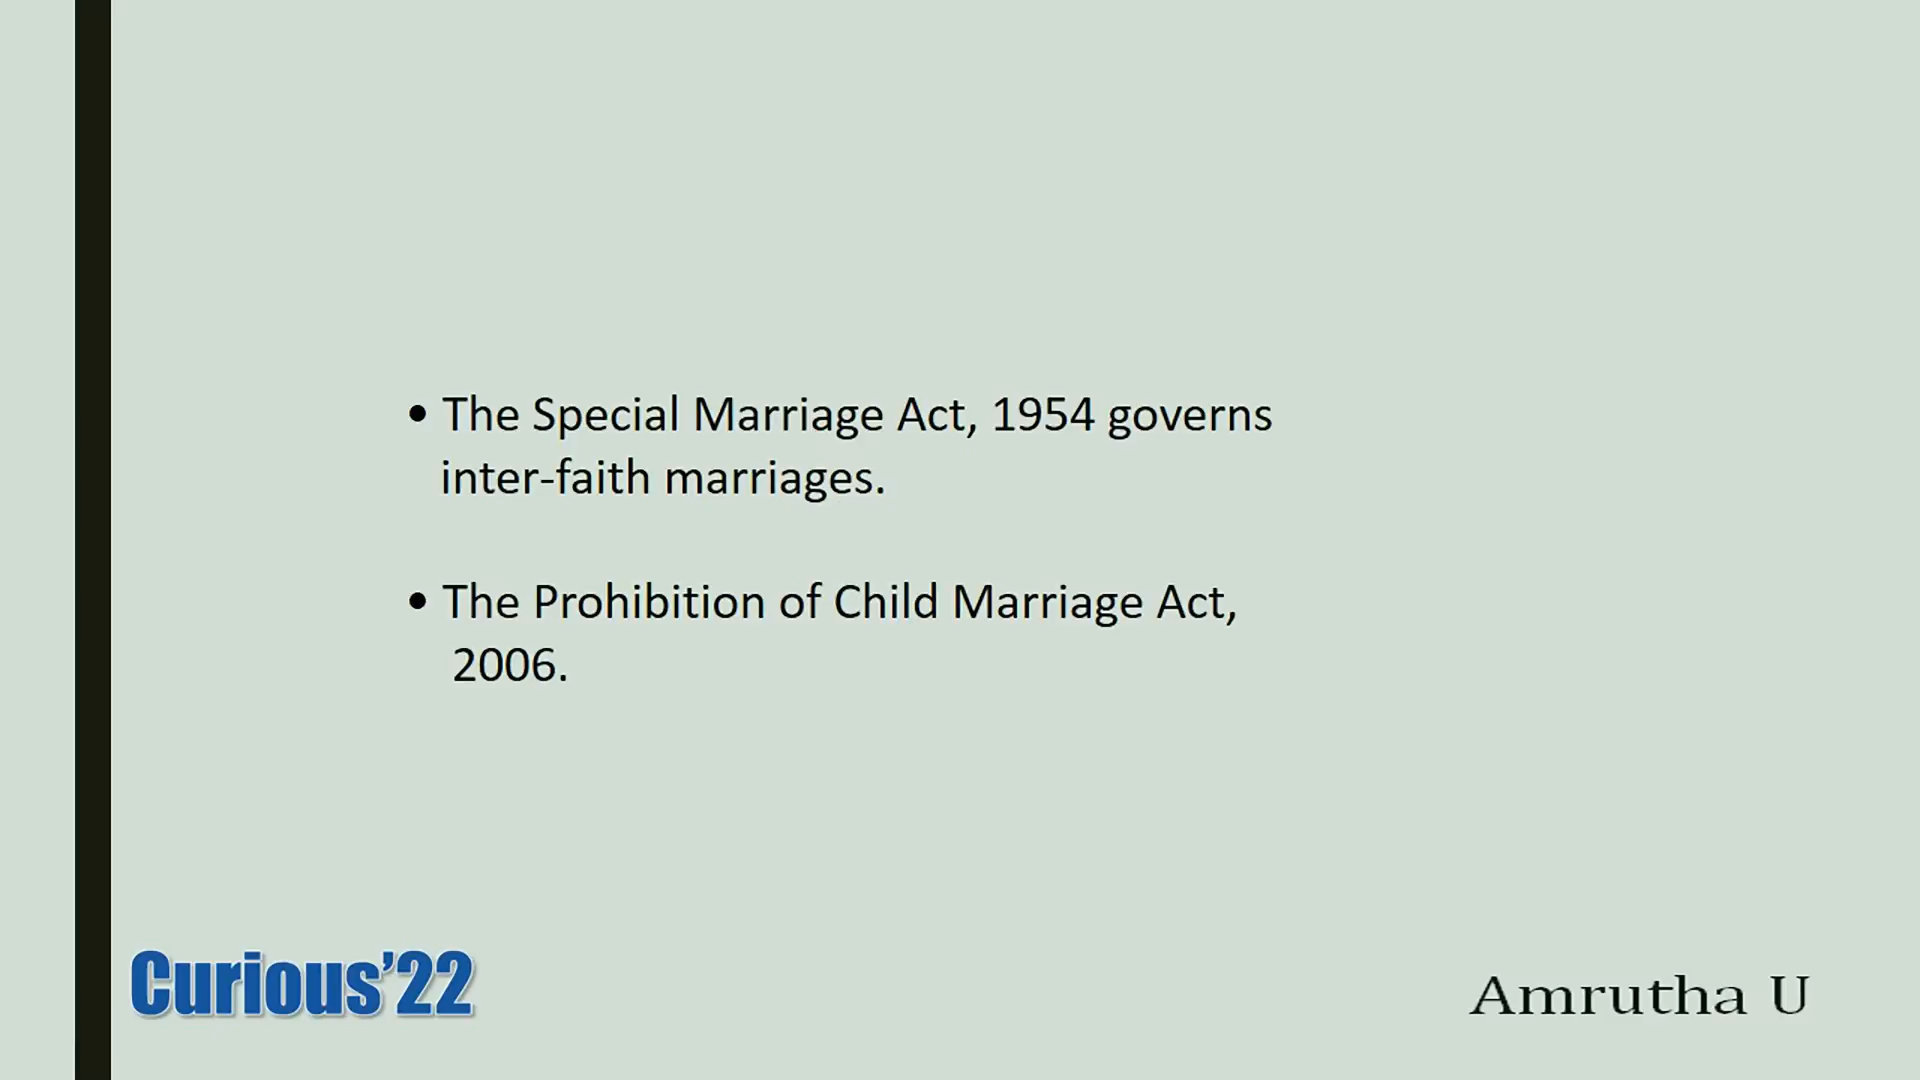 • The Special Marriage Act, 1954 governs
inter-faith marriages.
• The Prohibition of Child Marriage Act,
2006.
Curious’22
Amrutha U